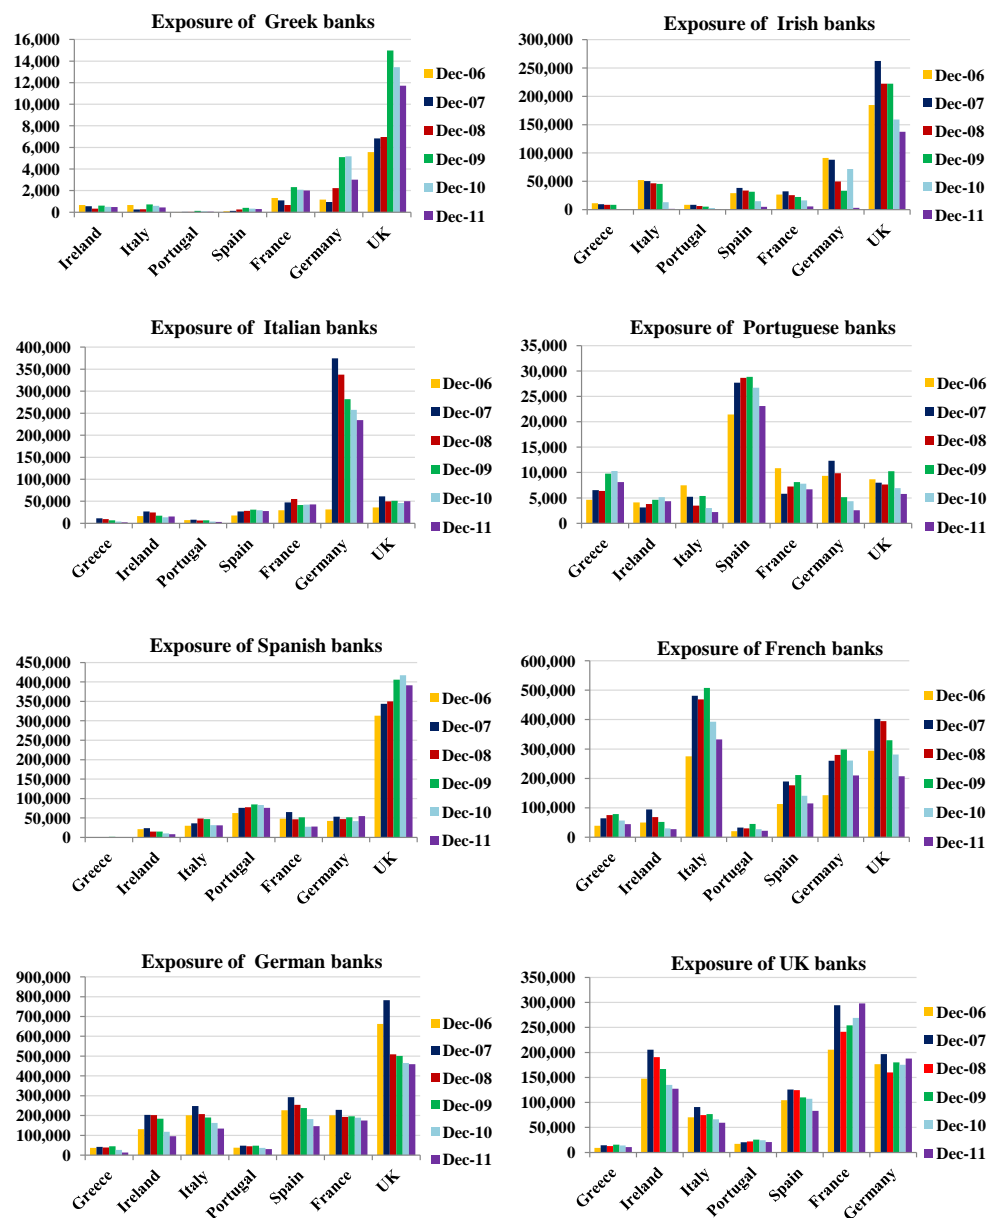 Exposure of Greek banks
16,000
14,000
12,000
10,000
8,000
6,000
4,000
2,000
0
Ireland
Italy
Portugal
Spain
France
Germany
UK
Dec-06
Dec-07
Dec-08
Dec-09
Dec-10
Dec-11
Exposure of Irish banks
300,000
250,000
200,000
150,000
100,000
50,000
0
Greece
Italy
Portugal
Spain
France
Germany
UK
Dec-06
Dec-07
Dec-08
Dec-09
Dec-10
Dec-11
Exposure of Italian banks
400,000
350,000
300,000
250,000
200,000
150,000
100,000
50,000
0
Greece
Ireland
Portugal
Spain
France
Germany
UK
Dec-06
Dec-07
Dec-08
Dec-09
Dec-10
Dec-11
Exposure of Portuguese banks
35,000
30,000
25,000
20,000
15,000
10,000
5,000
0
Greece
Ireland
Italy
Spain
France
Germany
UK
Dec-06
Dec-07
Dec-08
Dec-09
Dec-10
Dec-11
Exposure of Spanish banks
450,000
400,000
350,000
300,000
250,000
200,000
150,000
100,000
50,000
0
Greece
Ireland
Italy
Portugal
France
Germany
UK
Dec-06
Dec-07
Dec-08
Dec-09
Dec-10
Dec-11
Exposure of French banks
600,000
500,000
400,000
300,000
200,000
100,000
0
Greece
Ireland
Italy
Portugal
Spain
Germany
UK
Dec-06
Dec-07
Dec-08
Dec-09
Dec-10
Dec-11
Exposure of German banks
900,000
800,000
700,000
600,000
500,000
400,000
300,000
200,000
100,000
0
Greece
Ireland
Italy
Portugal
Spain
France
UK
Dec-06
Dec-07
Dec-08
Dec-09
Dec-10
Dec-11
Exposure of UK banks
350,000
300,000
250,000
200,000
150,000
100,000
50,000
0
Greece
Ireland
Italy
Portugal
Spain
France
Germany
Dec-06
Dec-07
Dec-08
Dec-09
Dec-10
Dec-11